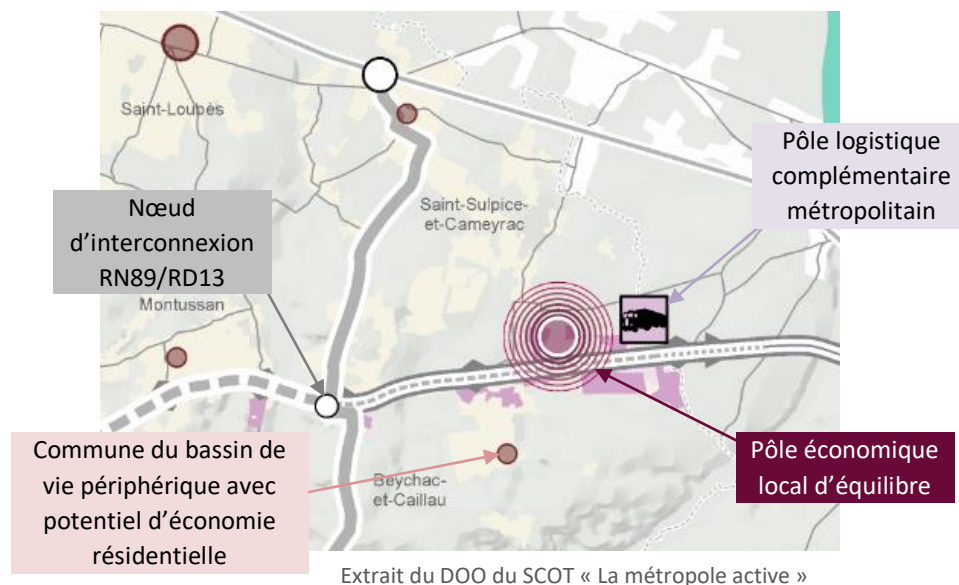 Saint-Loubès
Pôle logistique
complémentaire
métropolitain
Nœud
d'interconnexion
RN89/RD13
Saint-Sulpice-
et-Cameyrac
Montussan
Commune du bassin de
vie périphérique avec
potentiel d'économie
résidentielle
Beychac-
et-Caillau
Pôle économique
local d'équilibre
Extrait du DOO du SCOT « La métropole active »